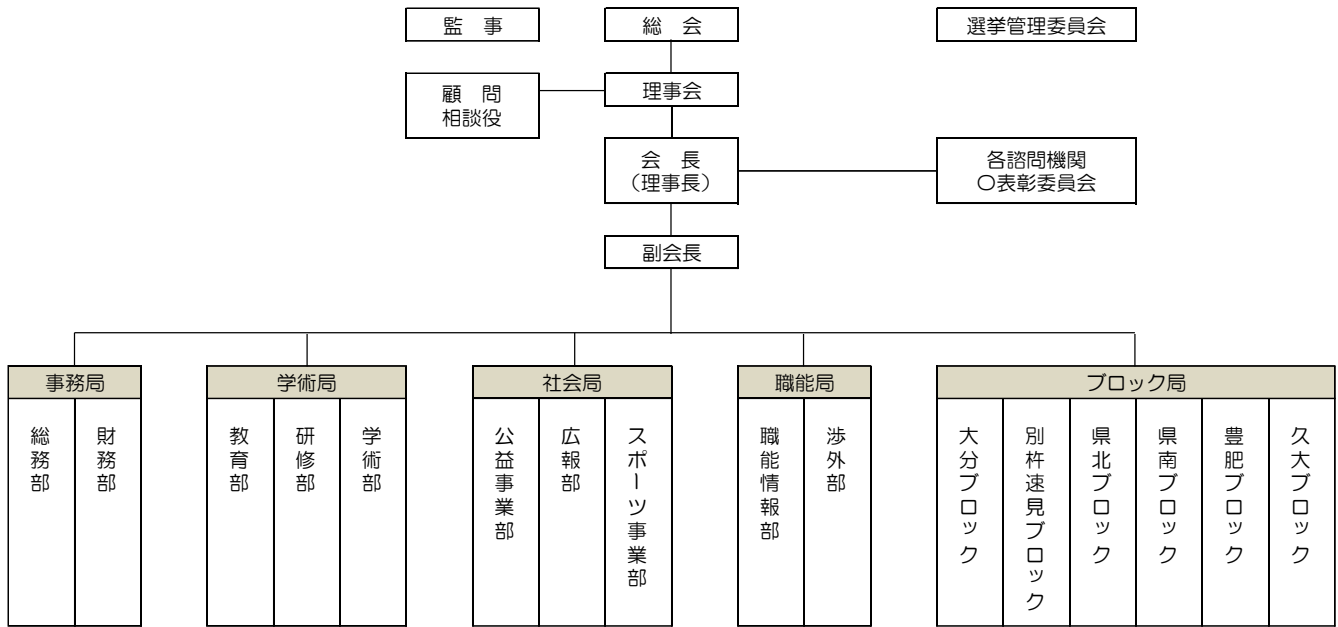 監　事
総　会
選挙管理委員会
顧　問
相談役
理事会
会　長
（理事長）
各諮問機関
〇表彰委員会
副会長
事務局
総務部
財務部
学術局
教育部
研修部
学術部
社会局
公益事業部
広報部
スポーツ事業部
職能局
職能情報部
渉外部
ブロック局
大分ブロック
別杵速見ブロック
県北ブロック
県南ブロック
豊肥ブロック
久大ブロック